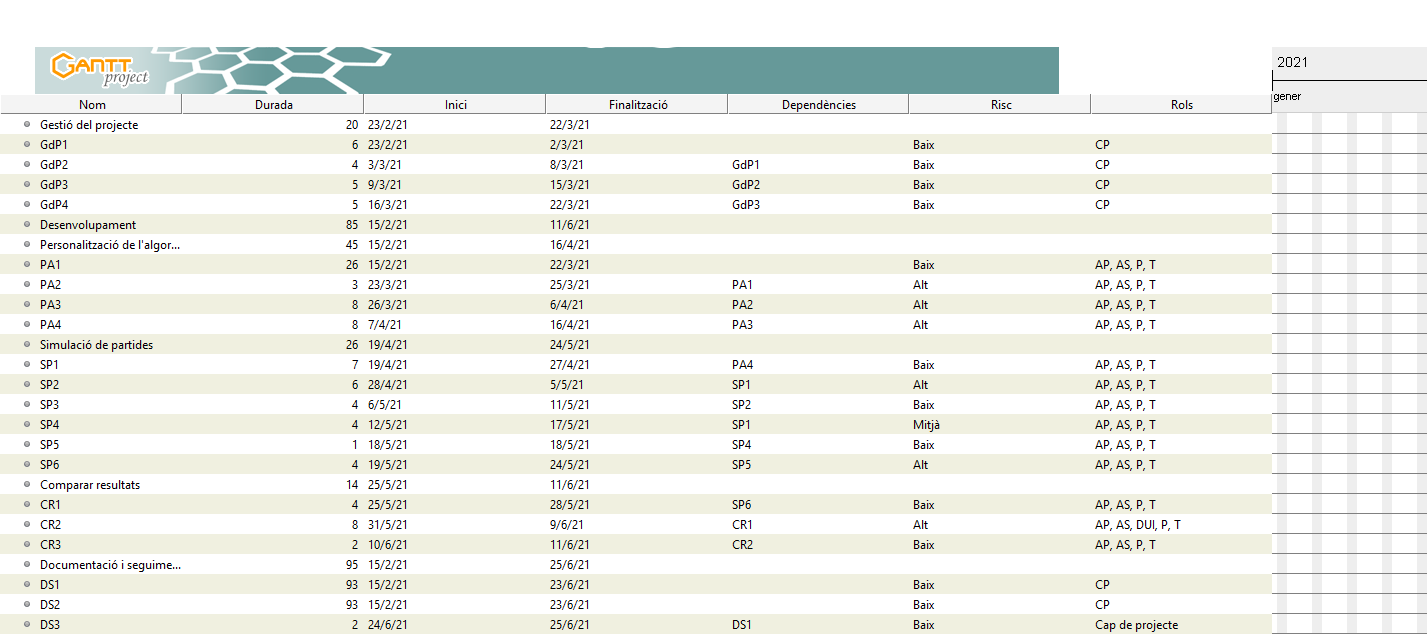 GANTT
project
2021
gener
Nom Durada Inici Finalització Dependències Risc Rols
Gestió del projecte 20 23/2/21 22/3/21
GdP1 6 23/2/21 2/3/21 Baix CP
GdP2 4 3/3/21 8/3/21 GdP1 Baix CP
GdP3 5 9/3/21 15/3/21 GdP2 Baix CP
GdP4 5 16/3/21 22/3/21 GdP3 Baix CP
Desenvolupament 85 15/2/21 11/6/21
Personalització de l'algor... 45 15/2/21 16/4/21
PA1 26 15/2/21 22/3/21 Baix AP, AS, P, T
PA2 3 23/3/21 25/3/21 PA1 Alt AP, AS, P, T
PA3 8 26/3/21 6/4/21 PA2 Alt AP, AS, P, T
PA4 8 7/4/21 16/4/21 PA3 Alt AP, AS, P, T
Simulació de partides 26 19/4/21 24/5/21
SP1 7 19/4/21 27/4/21 PA4 Baix AP, AS, P, T
SP2 6 28/4/21 5/5/21 SP1 Alt AP, AS, P, T
SP3 4 6/5/21 11/5/21 SP2 Baix AP, AS, P, T
SP4 4 12/5/21 17/5/21 SP1 Mitjà AP, AS, P, T
SP5 1 18/5/21 18/5/21 SP4 Baix AP, AS, P, T
SP6 4 19/5/21 24/5/21 SP5 Alt AP, AS, P, T
Comparar resultats 14 25/5/21 11/6/21
CR1 4 25/5/21 28/5/21 SP6 Baix AP, AS, P, T
CR2 8 31/5/21 9/6/21 CR1 Alt AP, AS, DUI, P, T
CR3 2 10/6/21 11/6/21 CR2 Baix AP, AS, P, T
Documentació i seguime... 95 15/2/21 25/6/21
DS1 93 15/2/21 23/6/21 Baix CP
DS2 93 15/2/21 23/6/21 Baix CP
DS3 2 24/6/21 25/6/21 DS1 Baix Cap de projecte